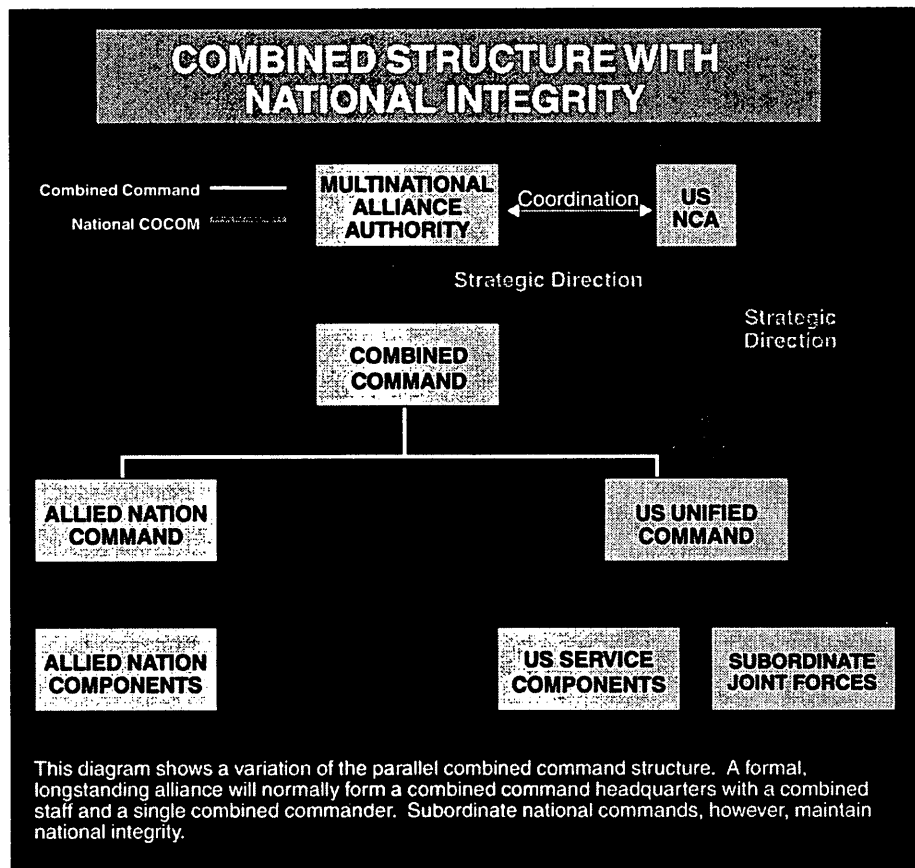 COMBINED STRUCTURE WITH
NATIONAL INTEGRITY
Combined Command
National COCOM
MULTINATIONAL
ALLIANCE
AUTHORITY
Coordination
US
NCA
Strategic Direction
Strategic
Direction
COMBINED
COMMAND
ALLIED NATION
COMMAND
US UNIFIED
COMMAND
ALLIED NATION
COMPONENTS
US SERVICE
COMPONENTS
SUBORDINATE
JOINT FORCES
This diagram shows a variation of the parallel combined command structure. A formal,
longstanding alliance will normally form a combined command headquarters with a combined
staff and a single combined commander. Subordinate national commands, however, maintain
national integrity.